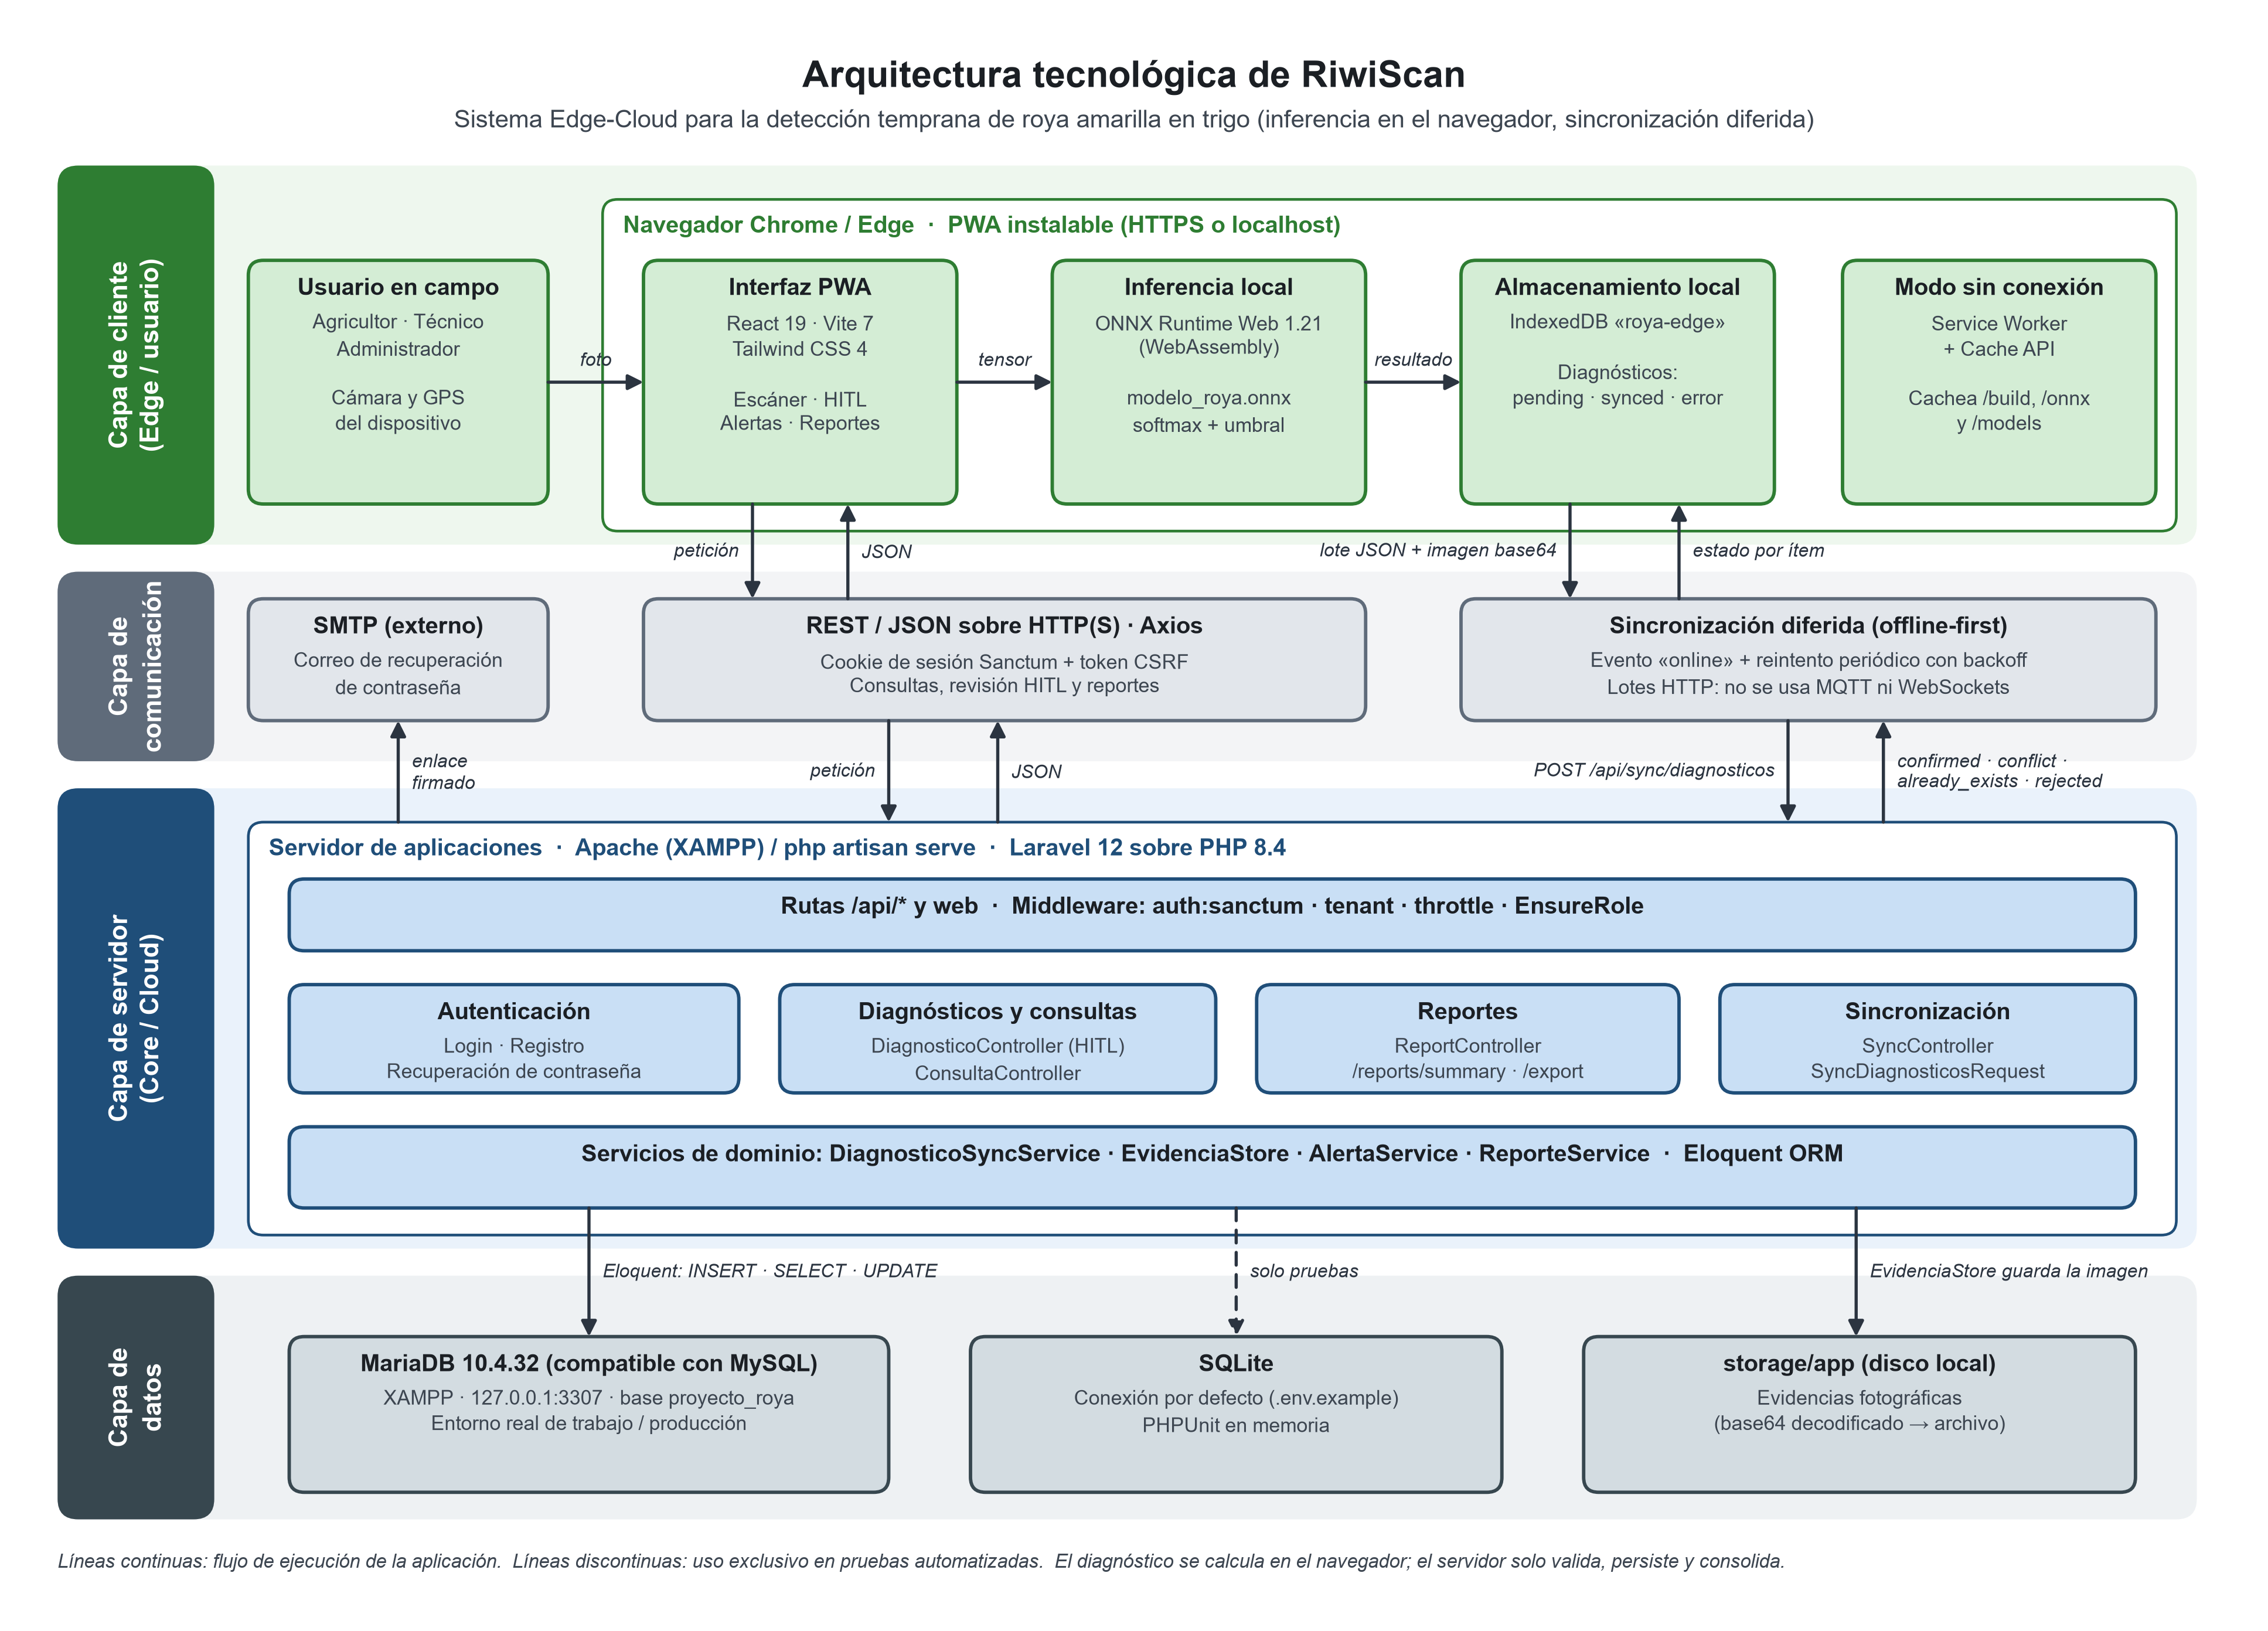 Arquitectura tecnológica de RiwiScan
Sistema Edge-Cloud para la detección temprana de roya amarilla en trigo (inferencia en el navegador, sincronización diferida)
Capa de cliente
(Edge / usuario)
Navegador Chrome / Edge · PWA instalable (HTTPS o localhost)
Usuario en campo
Agricultor · Técnico
Administrador
Cámara y GPS
del dispositivo
foto
Interfaz PWA
React 19 · Vite 7
Tailwind CSS 4
Escáner · HITL
Alertas · Reportes
tensor
Inferencia local
ONNX Runtime Web 1.21
(WebAssembly)
modelo_roya.onnx
softmax + umbral
resultado
Almacenamiento local
IndexedDB «roya-edge»
Diagnósticos:
pending · synced · error
Modo sin conexión
Service Worker
+ Cache API
Cachea /build, /onnx
y /models
petición
JSON
lote JSON + imagen base64
estado por ítem
Capa de
comunicación
SMTP (externo)
Correo de recuperación
de contraseña
REST / JSON sobre HTTP(S) · Axios
Cookie de sesión Sanctum + token CSRF
Consultas, revisión HITL y reportes
Sincronización diferida (offline-first)
Evento «online» + reintento periódico con backoff
Lotes HTTP: no se usa MQTT ni WebSockets
enlace
firmado
petición
JSON
POST /api/sync/diagnosticos
confirmed · conflict ·
already_exists · rejected
Capa de servidor
(Core / Cloud)
Servidor de aplicaciones · Apache (XAMPP) / php artisan serve · Laravel 12 sobre PHP 8.4
Rutas /api/* y web · Middleware: auth:sanctum · tenant · throttle · EnsureRole
Autenticación
Login · Registro
Recuperación de contraseña
Diagnósticos y consultas
DiagnosticoController (HITL)
ConsultaController
Reportes
ReportController
/reports/summary · /export
Sincronización
SyncController
SyncDiagnosticosRequest
Servicios de dominio: DiagnosticoSyncService · EvidenciaStore · AlertaService · ReporteService · Eloquent ORM
Eloquent: INSERT · SELECT · UPDATE
solo pruebas
EvidenciaStore guarda la imagen
Capa de
datos
MariaDB 10.4.32 (compatible con MySQL)
XAMPP · 127.0.0.1:3307 · base proyecto_roya
Entorno real de trabajo / producción
SQLite
Conexión por defecto (.env.example)
PHPUnit en memoria
storage/app (disco local)
Evidencias fotográficas
(base64 decodificado → archivo)
Líneas continuas: flujo de ejecución de la aplicación. Líneas discontinuas: uso exclusivo en pruebas automatizadas. El diagnóstico se calcula en el navegador; el servidor solo valida, persiste y consolida.